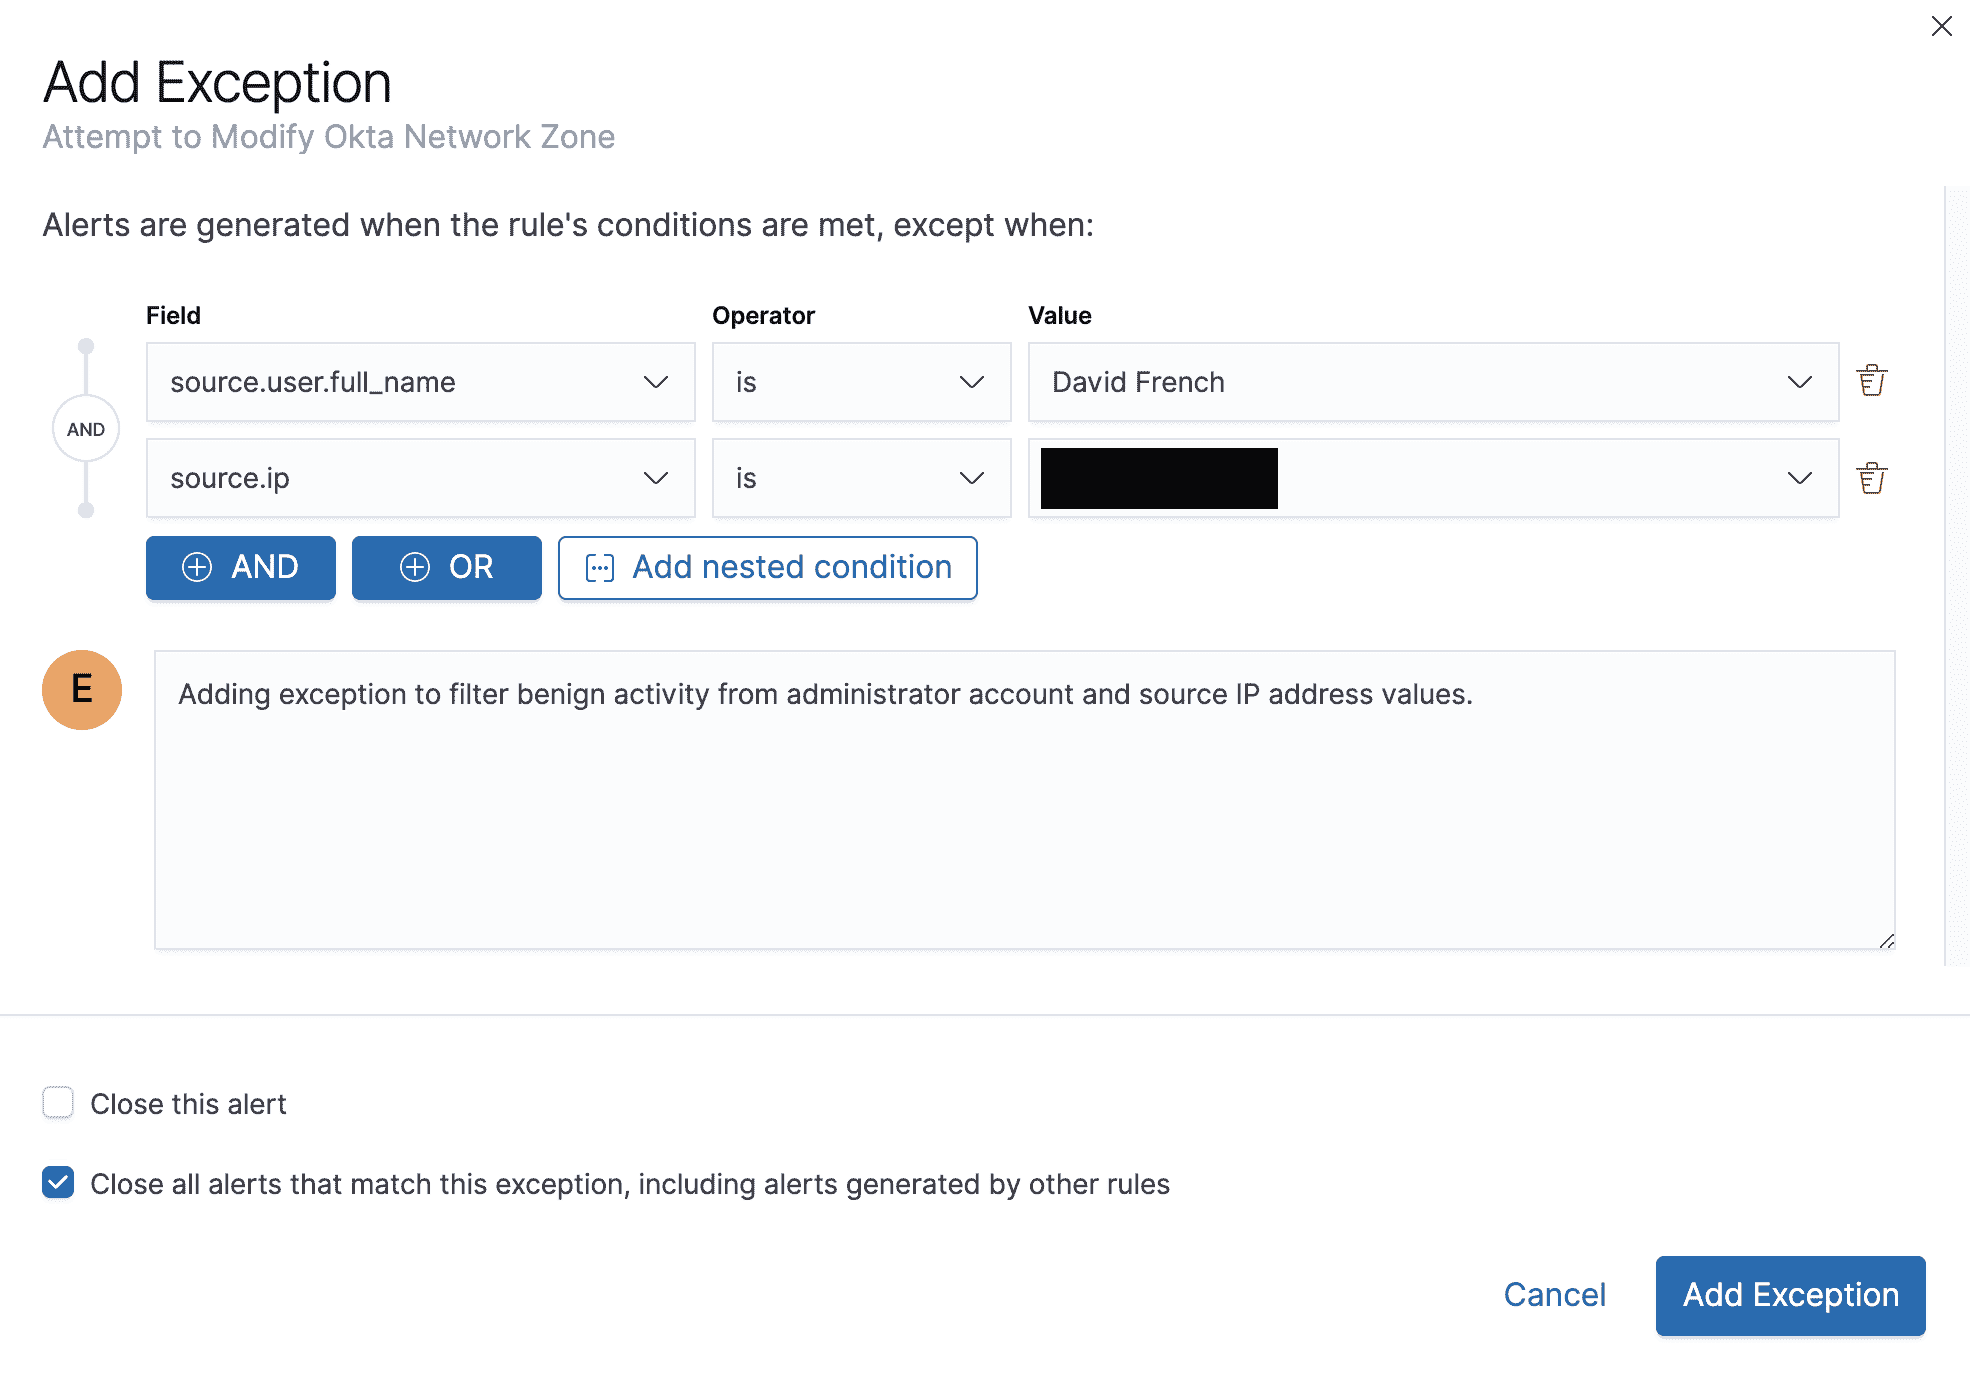 Add Exception
Attempt to Modify Okta Network Zone
Alerts are generated when the rule's conditions are met, except when:
Field Operator Value
source.user.full_name is David French
AND
source.ip is
AND OR Add nested condition
E
Adding exception to filter benign activity from administrator account and source IP address values.
Close this alert
Close all alerts that match this exception, including alerts generated by other rules
Cancel Add Exception